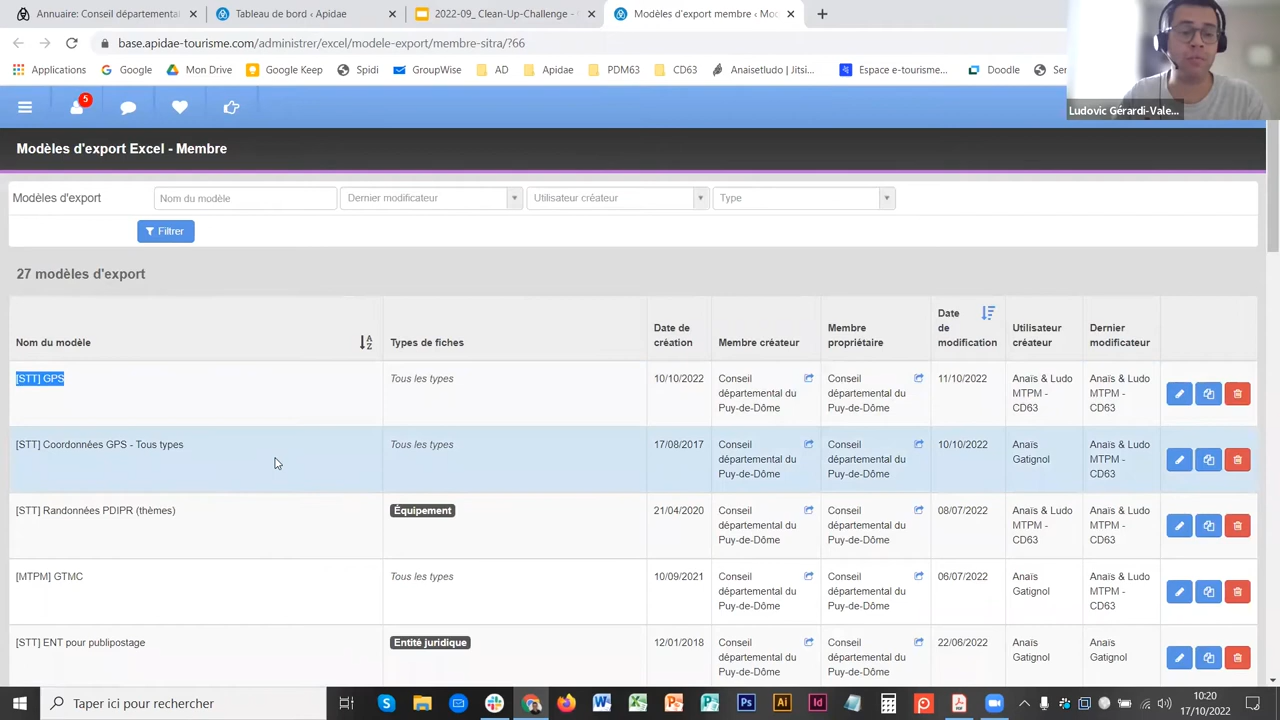 Annuaire: Conseil départemental
Tableau de bord ‹ Apidae
2022-09_ Clean-Up-Challenge -
Modèles d'export membre ‹ Moc
base.apidae-tourisme.com/administrer/excel/modele-export/membre-sitra/?66
Applications
Google
Mon Drive
Google Keep
Spidi
GroupWise
AD
Apidae
PDM63
CD63
Anaisetludo | Jitsi...
Espace e-tourisme...
Doodle
Ser
Ludovic Gérardi-Vale...
5
Modèles d'export Excel - Membre
Modèles d'export
Nom du modèle
Dernier modificateur
Utilisateur créateur
Type
Filtrer
27 modèles d'export
Nom du modèle
Types de fiches
Date de création
Membre créateur
Membre propriétaire
Date de modification
Utilisateur créateur
Dernier modificateur
[STT] GPS
Tous les types
10/10/2022
Conseil départemental du Puy-de-Dôme
Conseil départemental du Puy-de-Dôme
11/10/2022
Anaïs & Ludo MTPM - CD63
Anaïs & Ludo MTPM - CD63
[STT] Coordonnées GPS - Tous types
Tous les types
17/08/2017
Conseil départemental du Puy-de-Dôme
Conseil départemental du Puy-de-Dôme
10/10/2022
Anaïs Gatignol
Anaïs & Ludo MTPM - CD63
[STT] Randonnées PDIPR (thèmes)
Équipement
21/04/2020
Conseil départemental du Puy-de-Dôme
Conseil départemental du Puy-de-Dôme
08/07/2022
Anaïs & Ludo MTPM - CD63
Anaïs & Ludo MTPM - CD63
[MTPM] GTMC
Tous les types
10/09/2021
Conseil départemental du Puy-de-Dôme
Conseil départemental du Puy-de-Dôme
06/07/2022
Anaïs Gatignol
Anaïs & Ludo MTPM - CD63
[STT] ENT pour publipostage
Entité juridique
12/01/2018
Conseil départemental du Puy-de-Dôme
Conseil départemental du Puy-de-Dôme
22/06/2022
Anaïs Gatignol
Anaïs Gatignol
Taper ici pour rechercher
10:20
17/10/2022